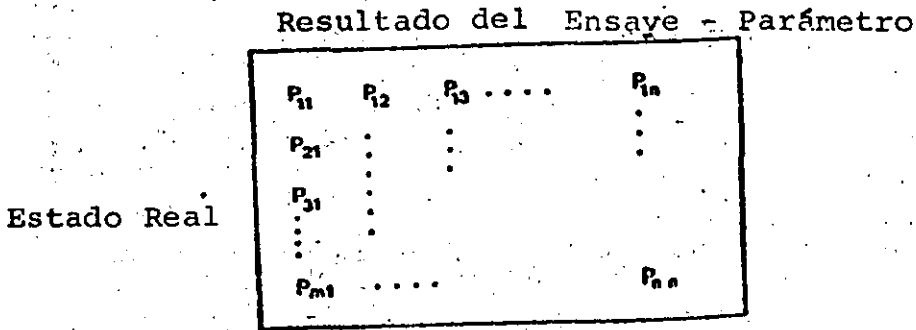 Resultado del Ensaye - Parámetro
P11 P12 P13 .... P1n
P21
P31
Estado Real
Pm1 .... Pnn